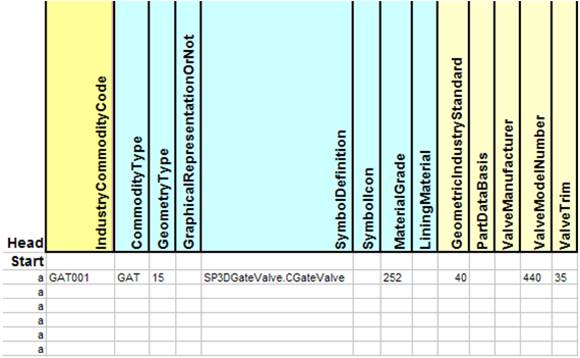 Head IndustryCommodityCode CommodityType GeometryType GraphicalRepresentationOrNot SymbolDefinition SymbolIcon MaterialGrade LiningMaterial GeometricIndustryStandard PartDataBasis ValveManufacturer ValveModelNumber ValveTrim
Start
a GAT001 GAT 15 SP3DGateValve.CGateValve 252 40 440 35
a
a
a
a
a